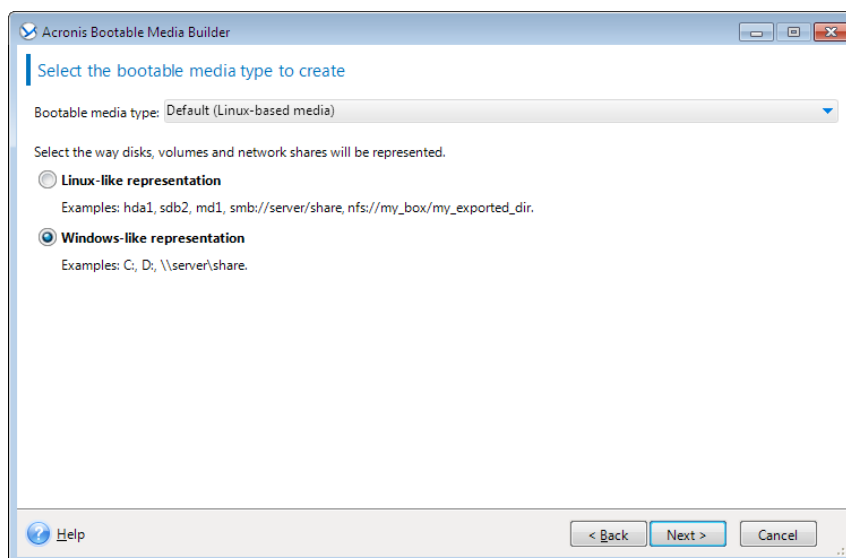 Acronis Bootable Media Builder
Select the bootable media type to create
Bootable media type: Default (Linux-based media)
Select the way disks, volumes and network shares will be represented.
Linux-like representation
Examples: hda1, sdb2, md1, smb://server/share, nfs://my_box/my_exported_dir.
Windows-like representation
Examples: C:, D:, \\server\share.
? Help
< Back Next > Cancel